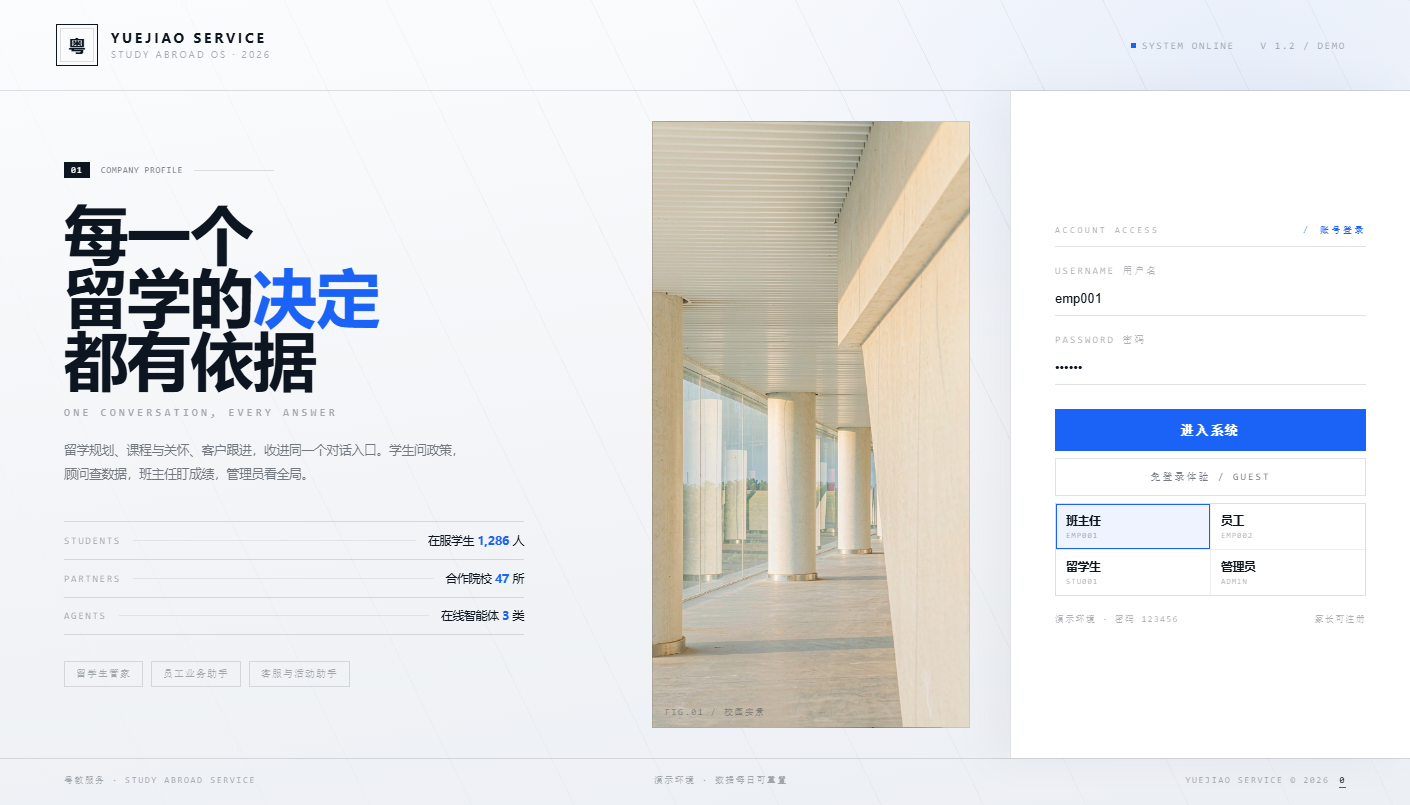 粤
YUEJIAO SERVICE
STUDY ABROAD OS · 2026
SYSTEM ONLINE
V 1.2 / DEMO
01 COMPANY PROFILE
每一个
留学的决定
都有依据
ONE CONVERSATION, EVERY ANSWER
留学规划、课程与关怀、客户跟进，收进同一个对话入口。学生问政策，
顾问查数据，班主任盯成绩，管理员看全局。
STUDENTS 在服学生 1,286 人
PARTNERS 合作院校 47 所
AGENTS 在线智能体 3 类
留学生管家
员工业务助手
客服与活动助手
FIG.01 / 校园实景
ACCOUNT ACCESS
/ 账号登录
USERNAME 用户名
emp001
PASSWORD 密码
••••••
进入系统
免登录体验 / GUEST
班主任
EMP001
员工
EMP002
留学生
STU001
管理员
ADMIN
演示环境 · 密码 123456
家长可注册
粤教服务 · STUDY ABROAD SERVICE
演示环境 · 数据每日可重置
YUEJIAO SERVICE © 2026 0